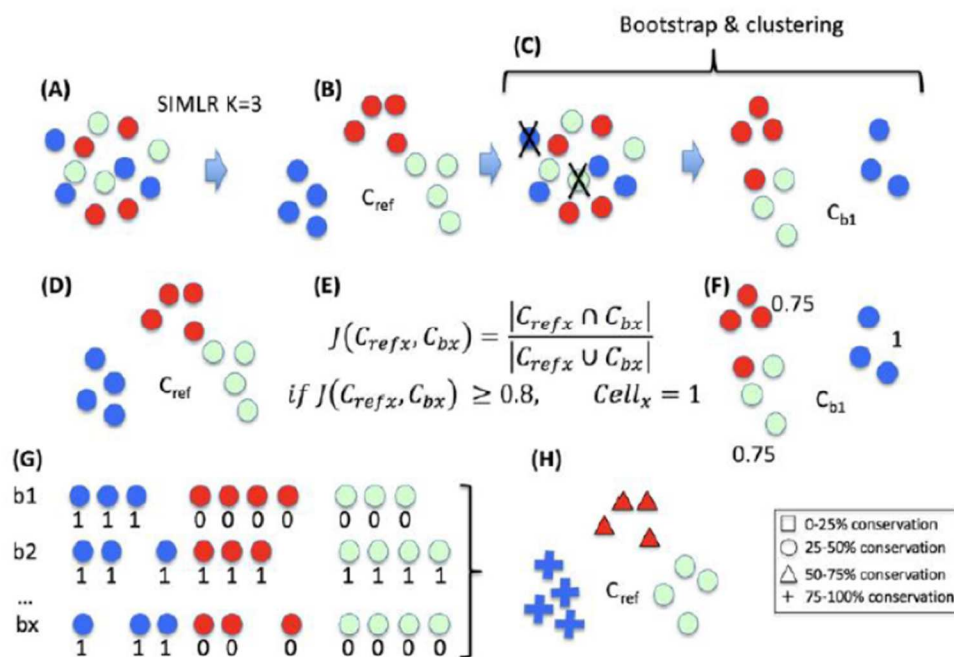 (C)
Bootstrap & clustering
(A)
SIMLR K=3
(B)
C_ref
C_b1
(D)
C_ref
(E)
J(C_refx, C_bx) = |C_refx ∩ C_bx| / |C_refx ∪ C_bx|
if J(C_refx, C_bx) ≥ 0.8, Cell_x = 1
(F)
0.75
1
C_b1
0.75
(G)
b1
1 1 1 0 0 0 0 0 0 0
b2
1 1 1 1 1 1 1 1 1 1
...
bx
1 1 1 0 0 0 0 0 0 0
(H)
C_ref
0-25% conservation
25-50% conservation
50-75% conservation
75-100% conservation